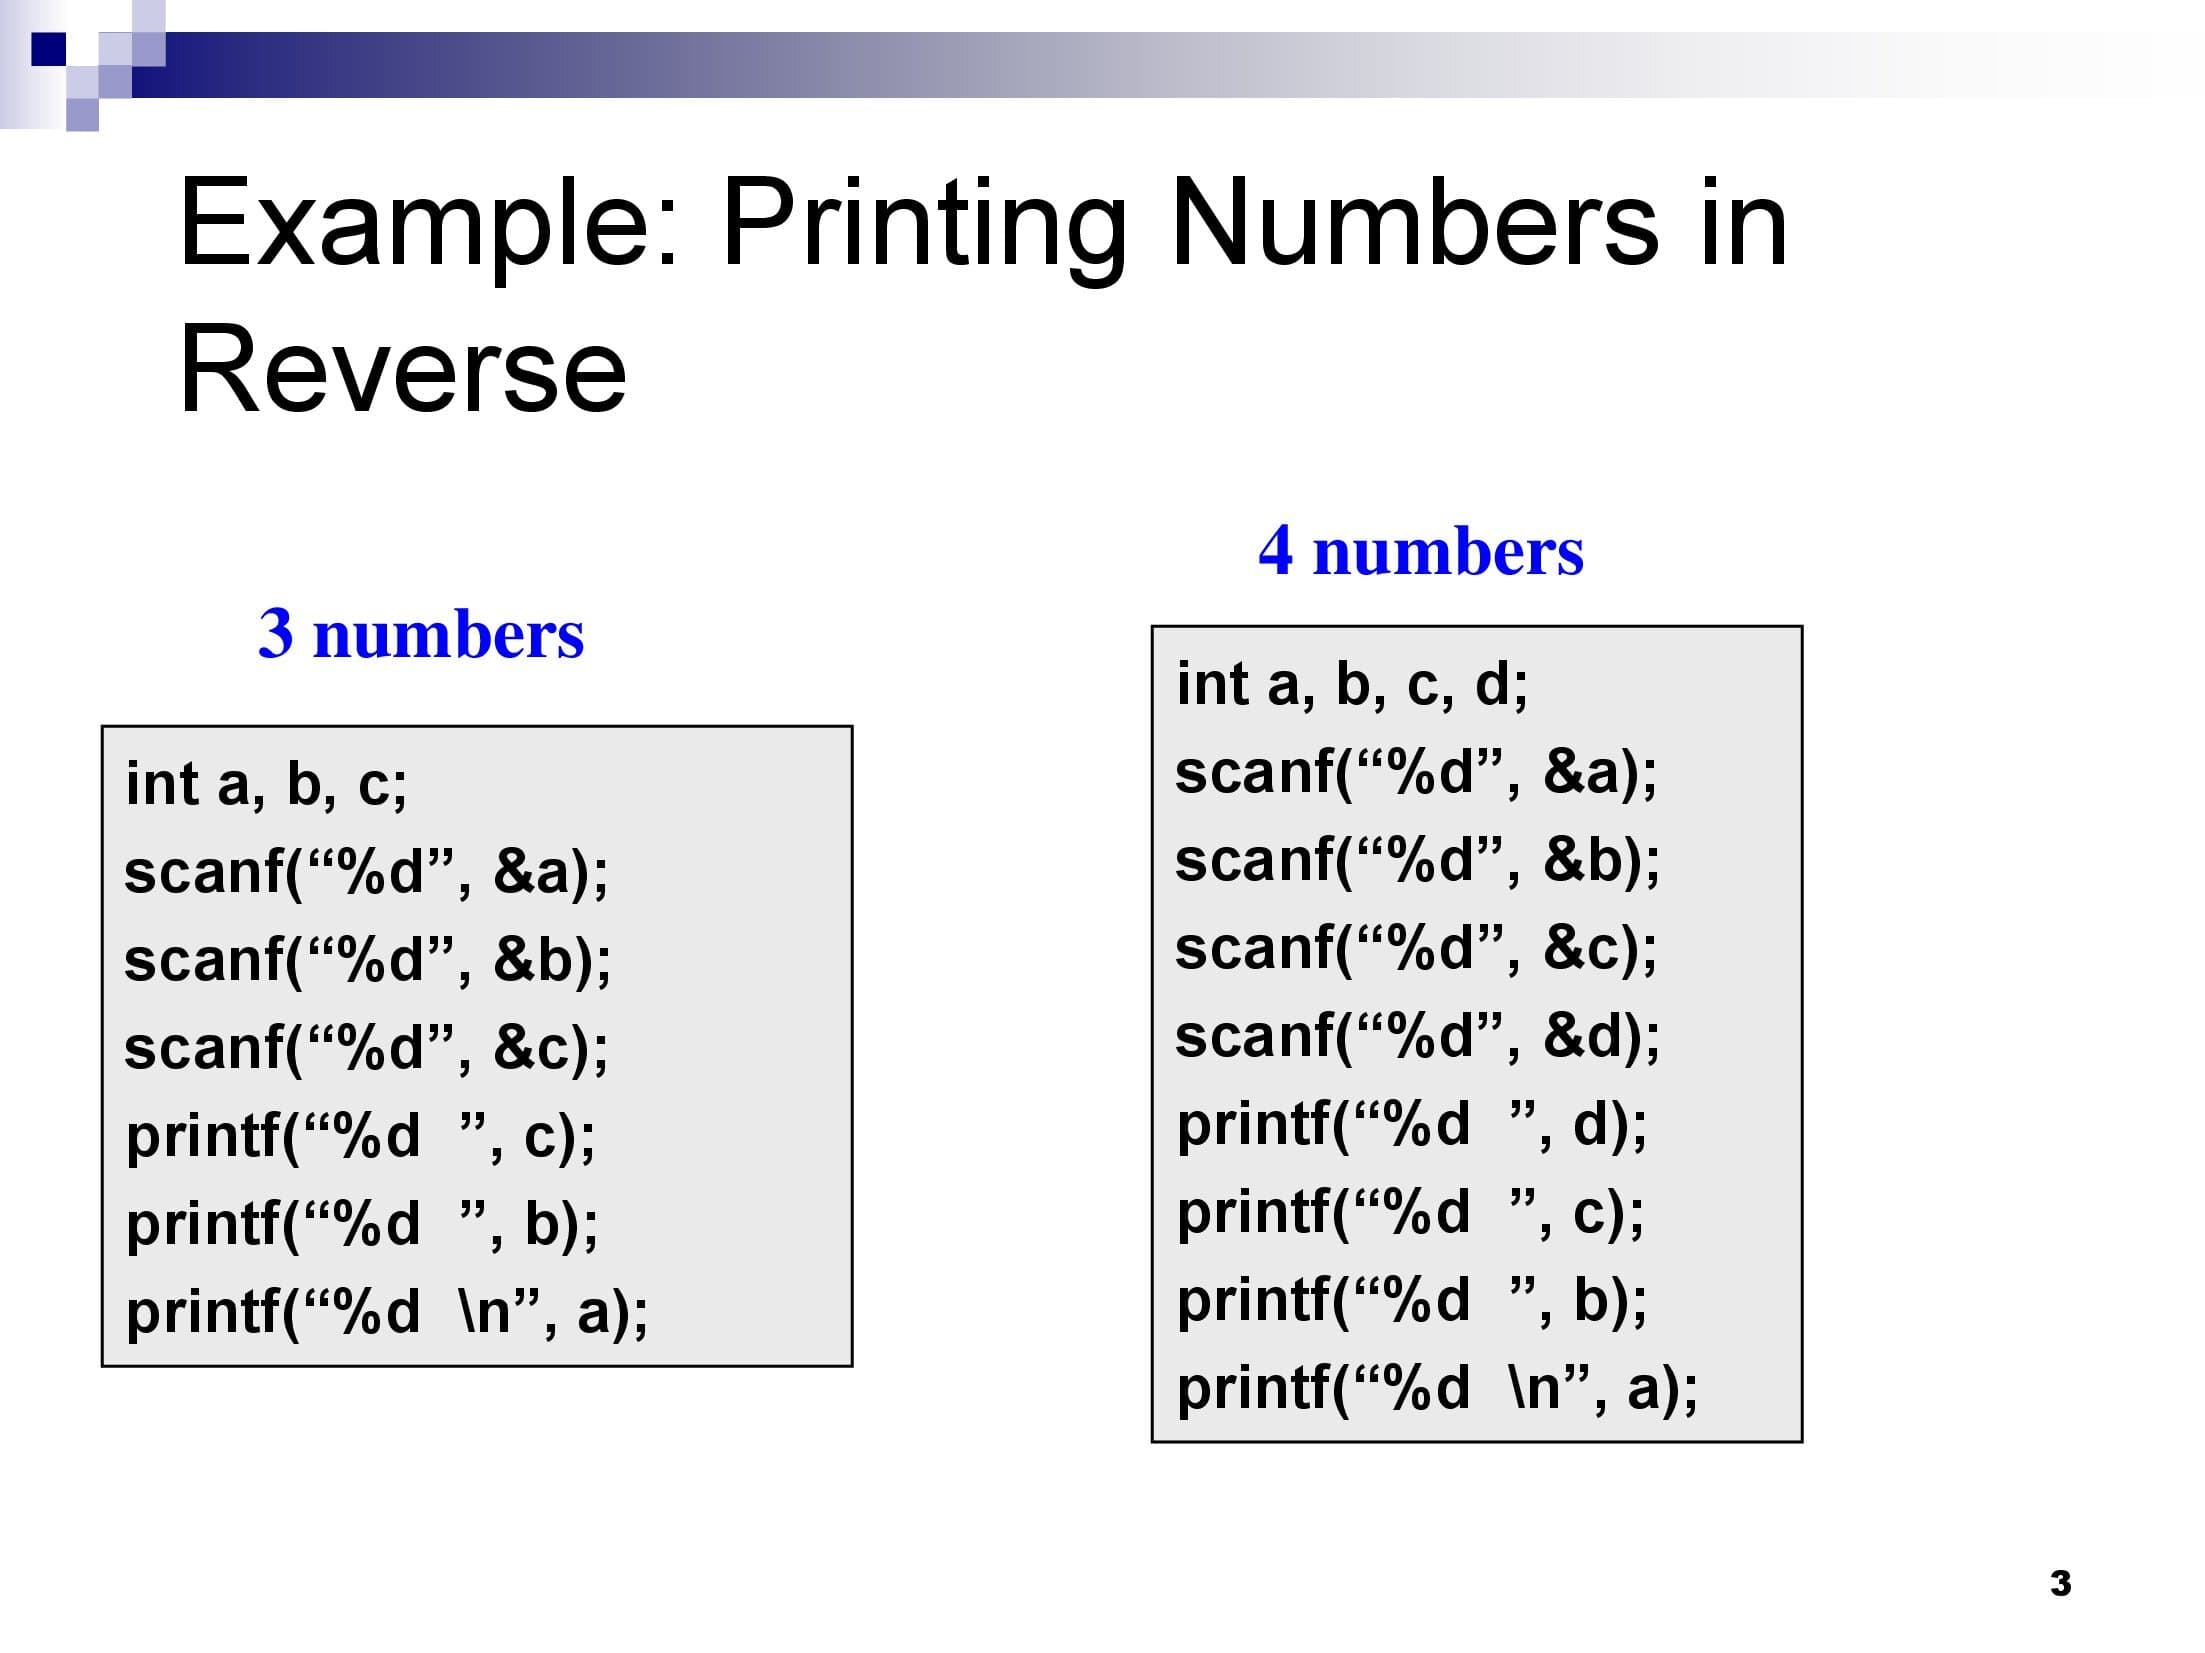 Example: Printing Numbers in
Reverse
3 numbers
int a, b, c;
scanf(“%d”, &a);
scanf(“%d”, &b);
scanf(“%d”, &c);
printf(“%d  ”, c);
printf(“%d  ”, b);
printf(“%d  \n”, a);
4 numbers
int a, b, c, d;
scanf(“%d”, &a);
scanf(“%d”, &b);
scanf(“%d”, &c);
scanf(“%d”, &d);
printf(“%d  ”, d);
printf(“%d  ”, c);
printf(“%d  ”, b);
printf(“%d  \n”, a);
3